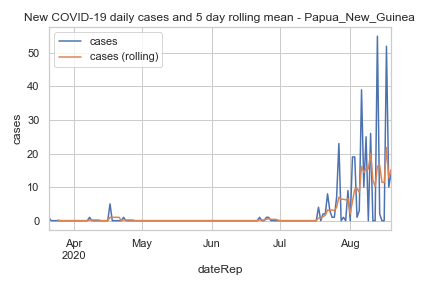 New COVID-19 daily cases and 5 day rolling mean - Papua_New_Guinea
cases
cases (rolling)
50
40
30
20
10
0
cases
Apr
2020
May
Jun
Jul
Aug
dateRep